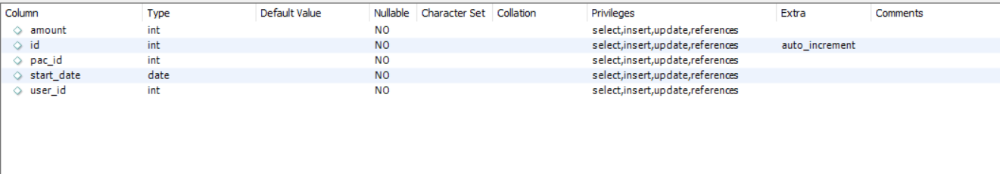 Column Type Default Value Nullable Character Set Collation Privileges Extra Comments
amount int NO select,insert,update,references
id int NO select,insert,update,references auto_increment
pac_id int NO select,insert,update,references
start_date date NO select,insert,update,references
user_id int NO select,insert,update,references